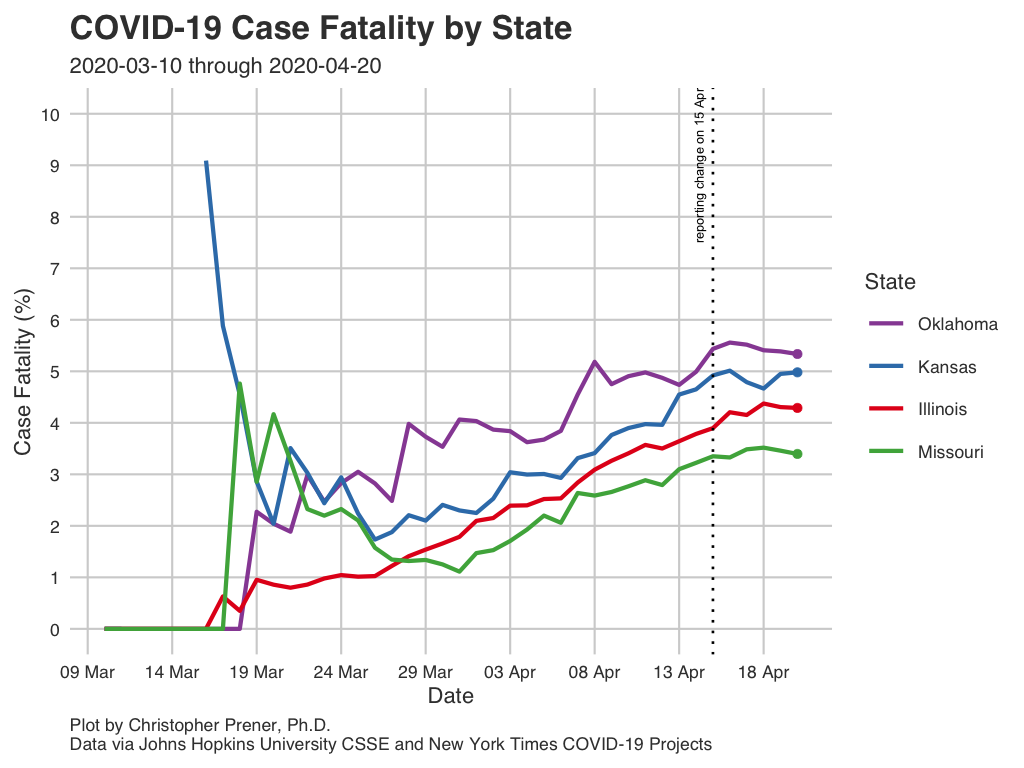 COVID-19 Case Fatality by State
2020-03-10 through 2020-04-20
Case Fatality (%)
10
9
8
7
6
5
4
3
2
1
0
reporting change on 15 Apr
09 Mar 14 Mar 19 Mar 24 Mar 29 Mar 03 Apr 08 Apr 13 Apr 18 Apr
Date
State
Oklahoma
Kansas
Illinois
Missouri
Plot by Christopher Prener, Ph.D.
Data via Johns Hopkins University CSSE and New York Times COVID-19 Projects